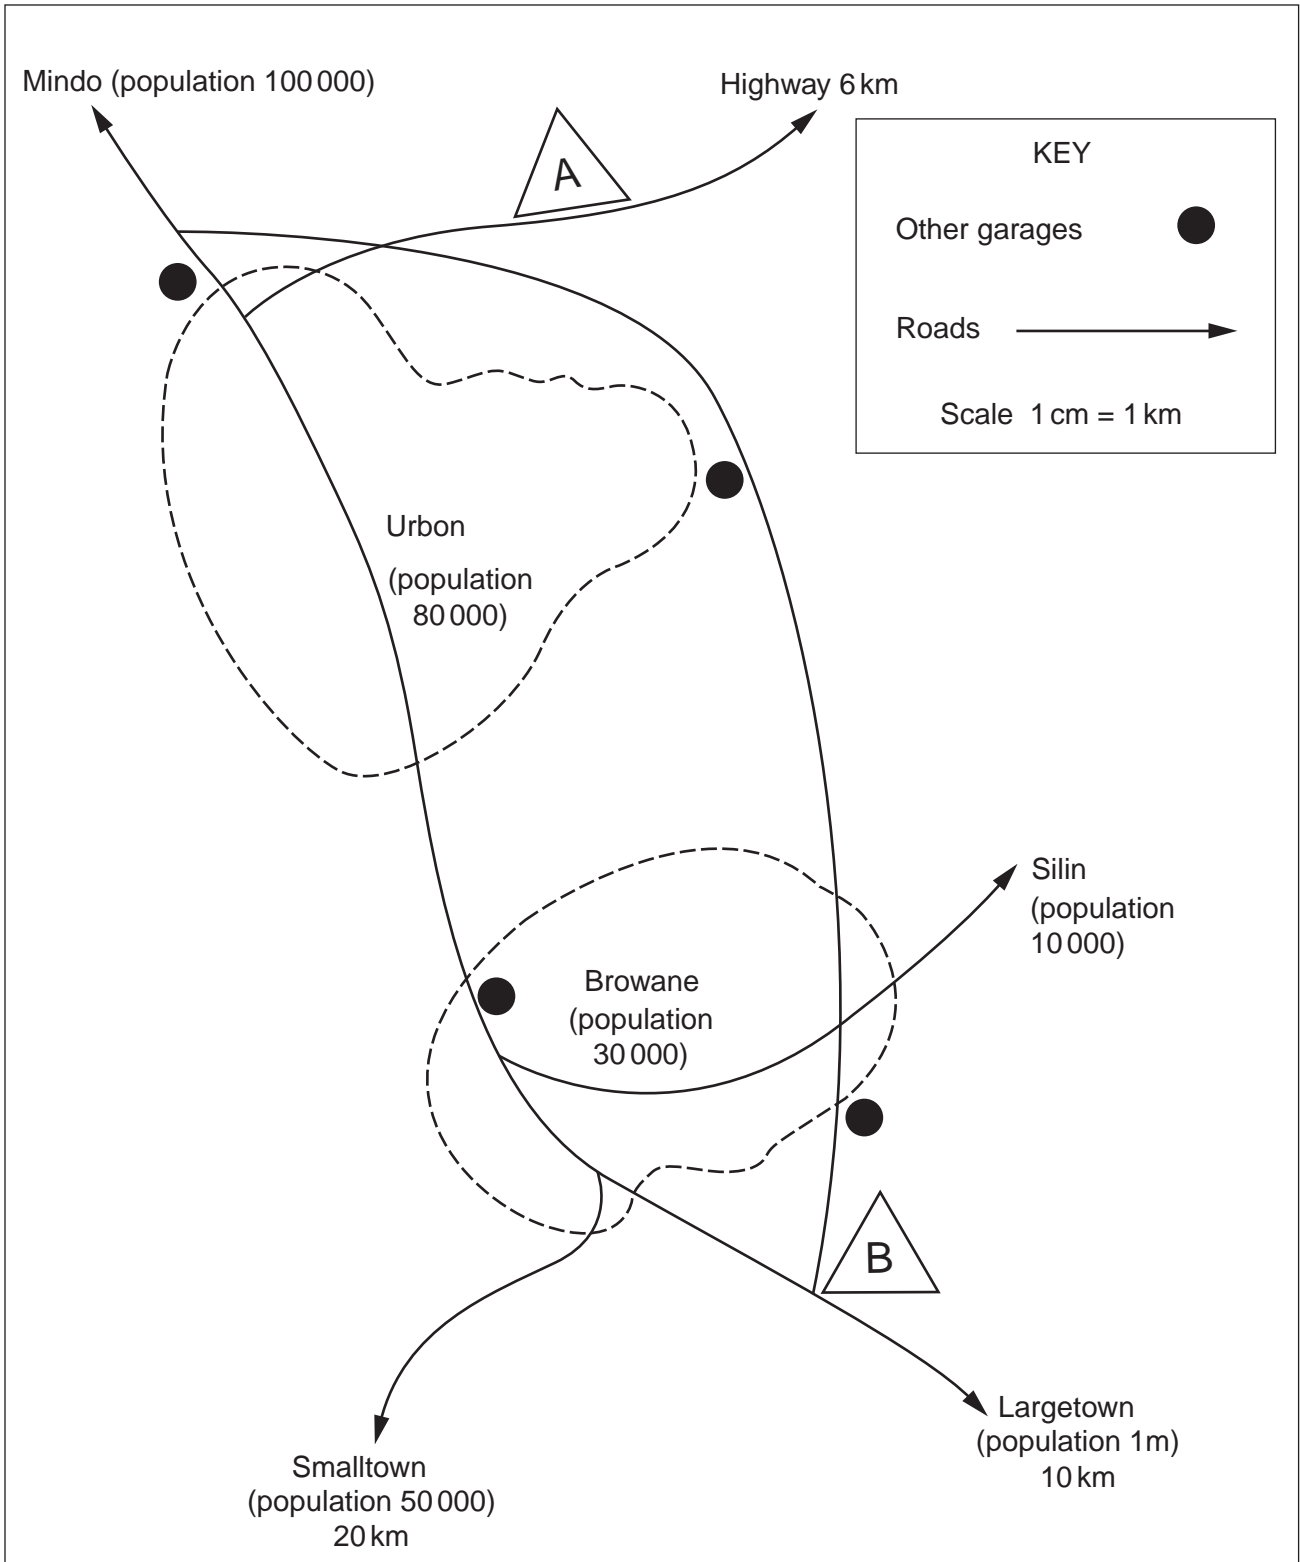 Mindo (population 100 000)
Highway 6 km
A
KEY
Other garages
Roads
Scale 1 cm = 1 km
Urbon
(population
80 000)
Silin
(population
10 000)
Browane
(population
30 000)
B
Largetown
(population 1m)
10 km
Smalltown
(population 50 000)
20 km